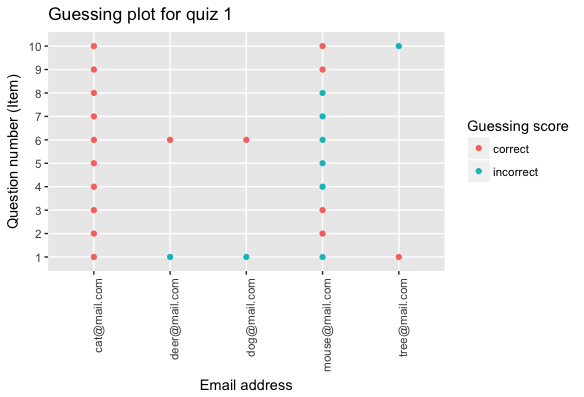 Guessing plot for quiz 1
Question number (Item)
10
9
8
7
6
5
4
3
2
1
cat@mail.com
deer@mail.com
dog@mail.com
mouse@mail.com
tree@mail.com
Email address
Guessing score
correct
incorrect